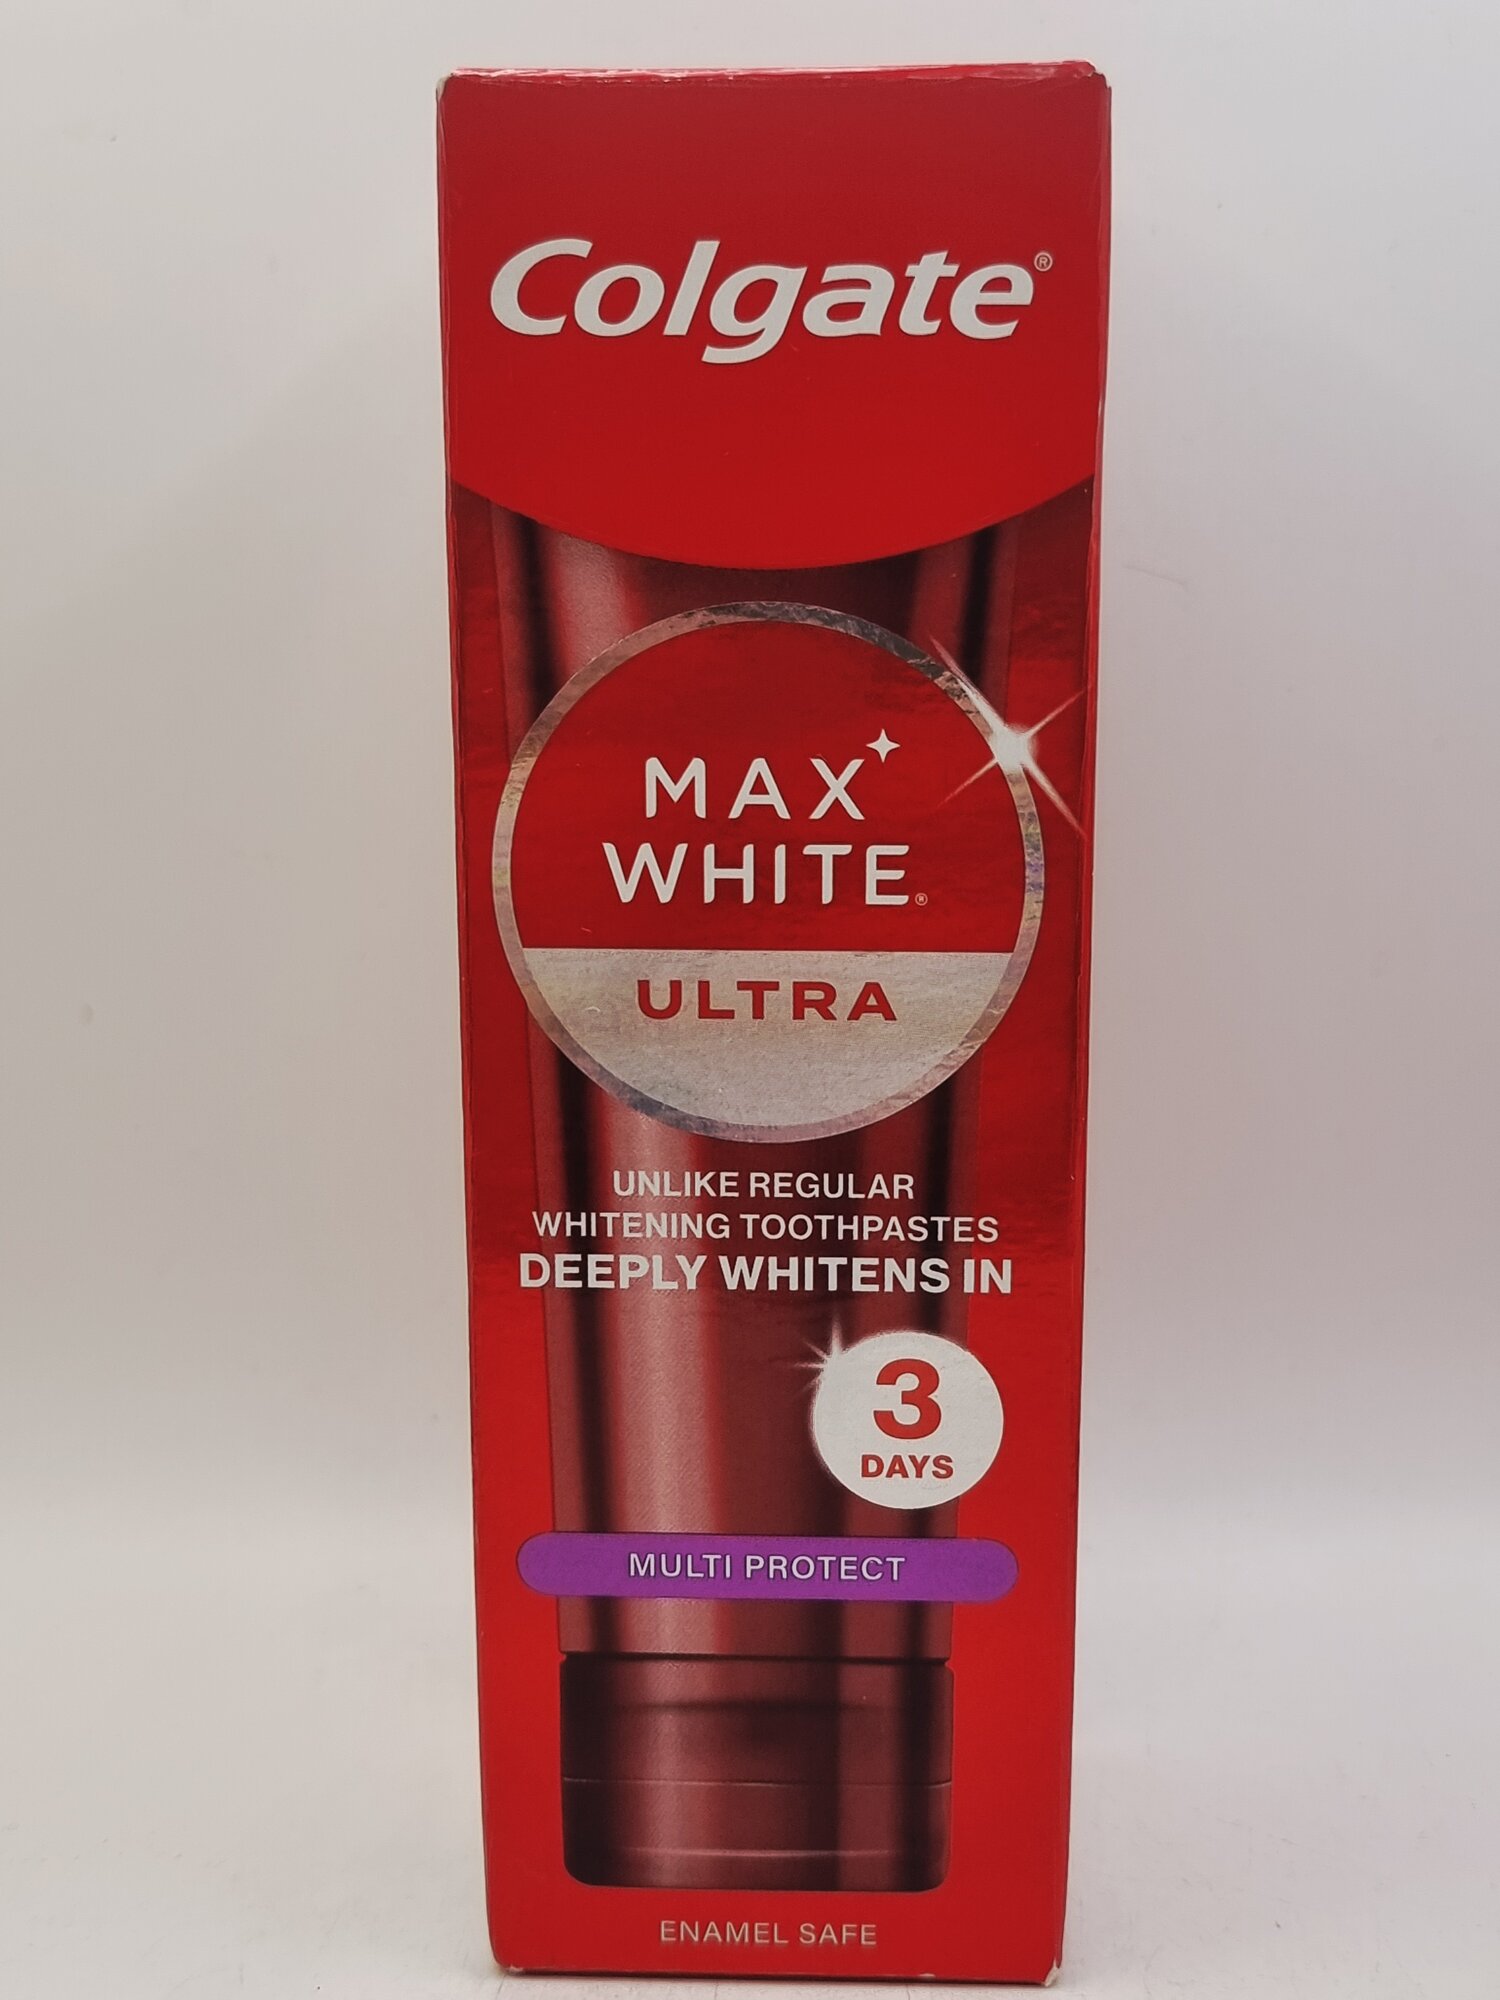 Colgate®
MAX
WHITE®
ULTRA
UNLIKE REGULAR
WHITENING TOOTHPASTES
DEEPLY WHITENS IN
3
DAYS
MULTI PROTECT
ENAMEL SAFE